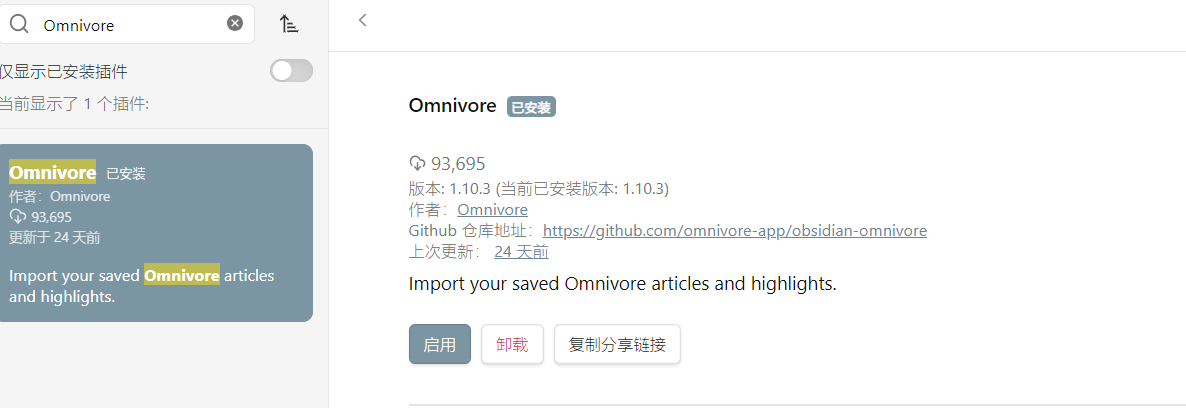 Omnivore
仅显示已安装插件
当前显示了 1 个插件:
Omnivore 已安装
作者：Omnivore
93,695
更新于 24 天前
Import your saved Omnivore articles
and highlights.
Omnivore 已安装
93,695
版本: 1.10.3 (当前已安装版本: 1.10.3)
作者：Omnivore
Github 仓库地址：https://github.com/omnivore-app/obsidian-omnivore
上次更新： 24 天前
Import your saved Omnivore articles and highlights.
启用 卸载 复制分享链接